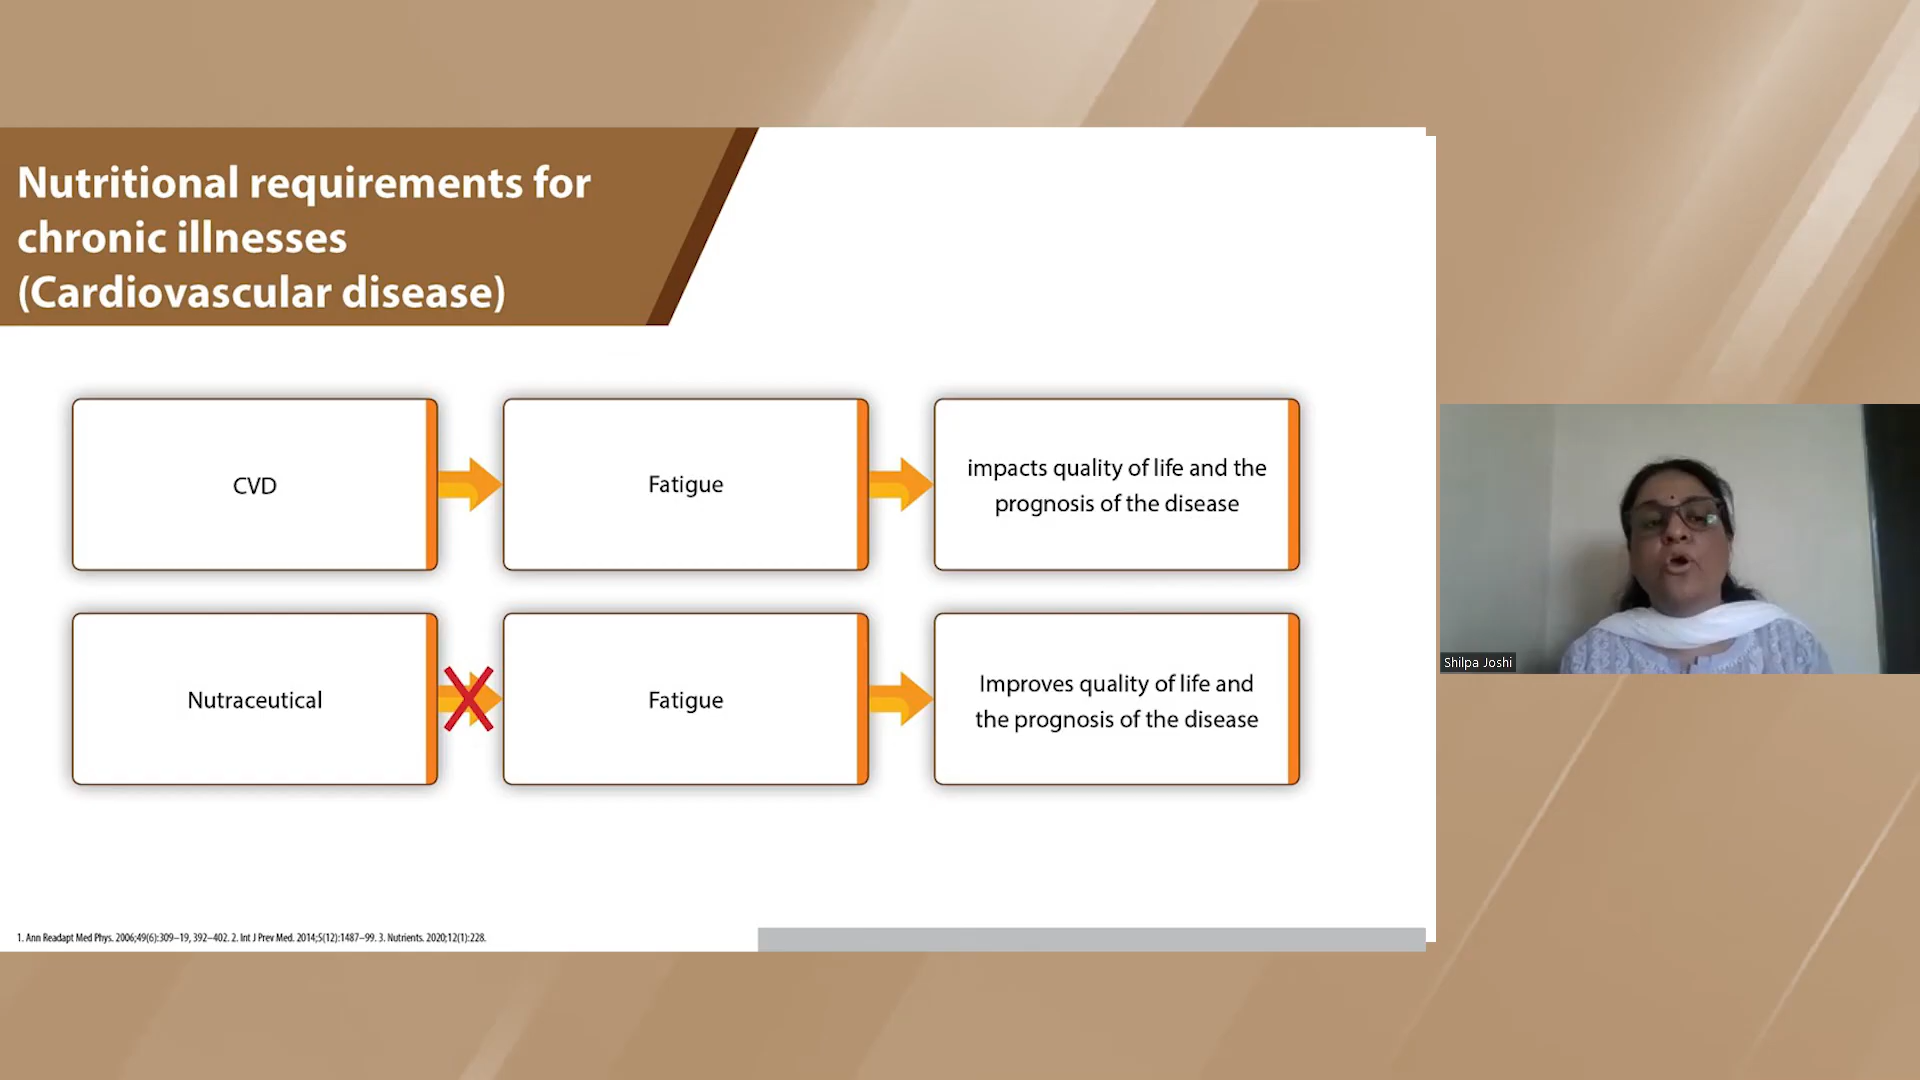 Nutritional requirements for
chronic illnesses
(Cardiovascular disease)
CVD
Fatigue
impacts quality of life and the
prognosis of the disease
Nutraceutical
Fatigue
Improves quality of life and
the prognosis of the disease
Shilpa Joshi
1. Ann Readapt Med Phys. 2006;49(6):309–19, 392–402. 2. Int J Prev Med. 2014;5(12):1487–99. 3. Nutrients. 2020;12(1):228.